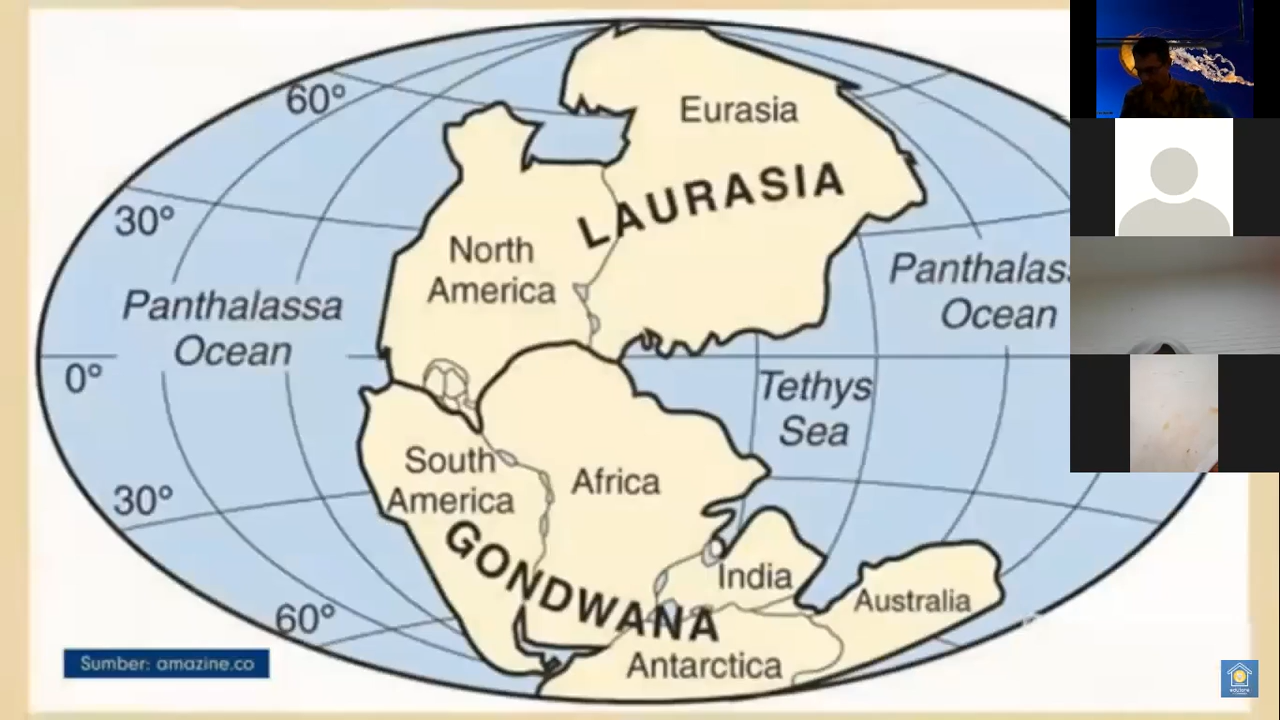 60°
Eurasia
LAURASIA
30°
North
America
Panthalassa
Ocean
Ocean
0°
Tethys
Sea
South
America
Africa
30°
GONDWANA
India
Australia
60°
Antarctica
Sumber: amazine.co